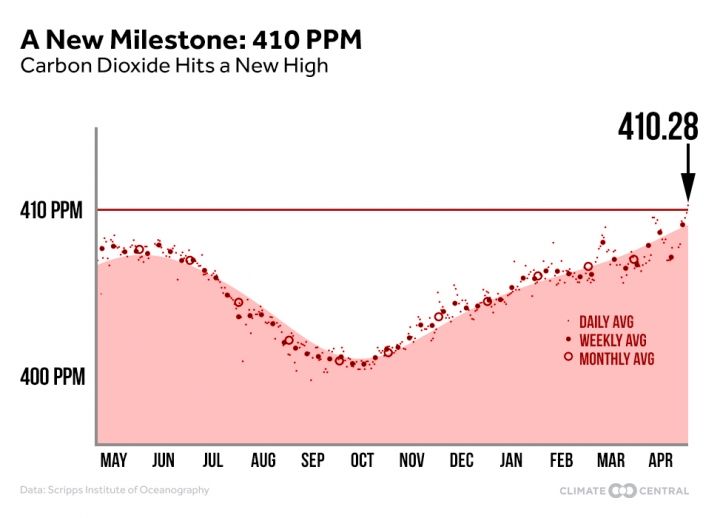 A New Milestone: 410 PPM
Carbon Dioxide Hits a New High
410.28
410 PPM
400 PPM
DAILY AVG
WEEKLY AVG
MONTHLY AVG
MAY JUN JUL AUG SEP OCT NOV DEC JAN FEB MAR APR
Data: Scripps Institute of Oceanography
CLIMATE CENTRAL